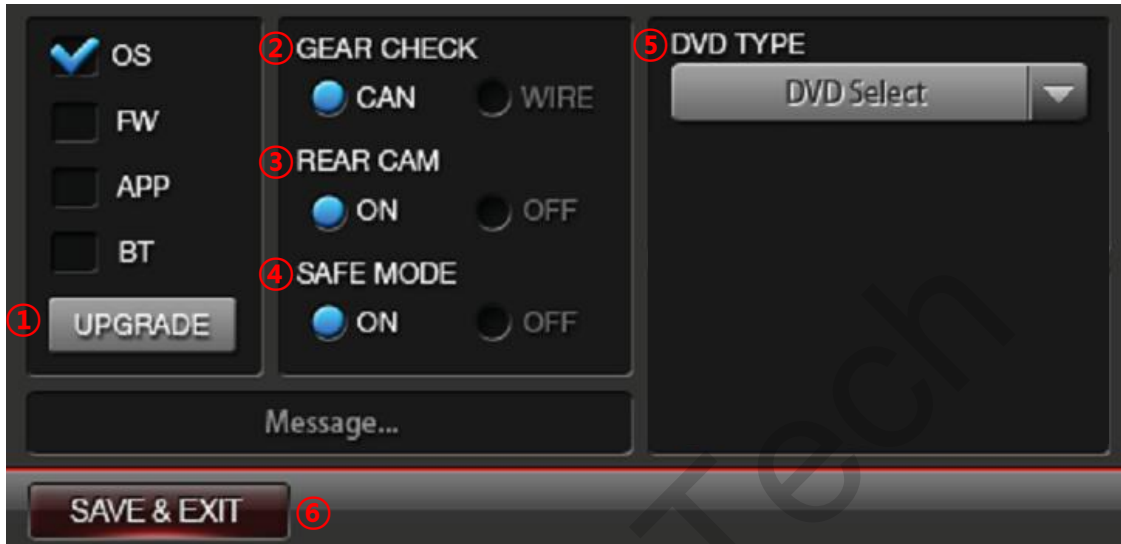 OS
FW
APP
BT
① UPGRADE
② GEAR CHECK
CAN WIRE
③ REAR CAM
ON OFF
④ SAFE MODE
ON OFF
⑤ DVD TYPE
DVD Select
Message...
SAVE & EXIT ⑥
Tech